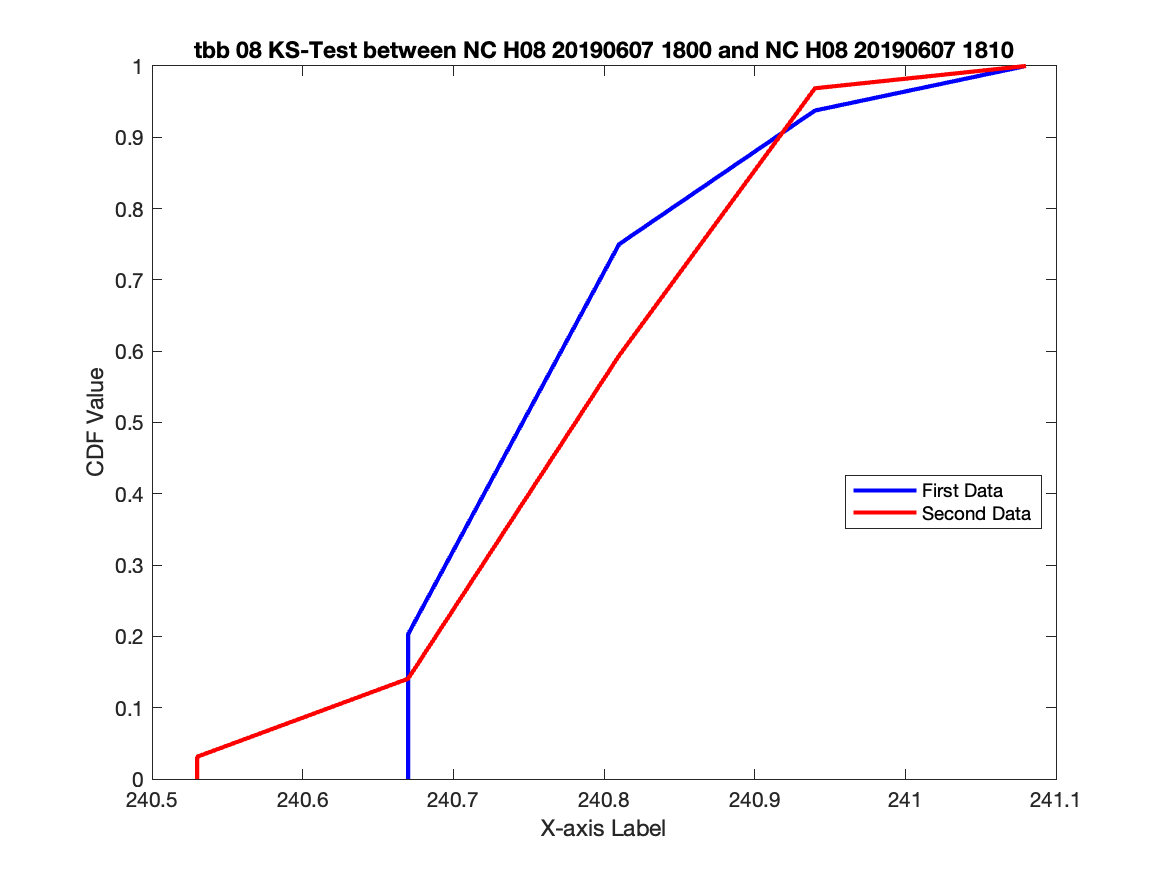 tbb 08 KS-Test between NC H08 20190607 1800 and NC H08 20190607 1810
1
0.9
0.8
0.7
0.6
0.5
0.4
0.3
0.2
0.1
0
CDF Value
First Data
Second Data
240.5 240.6 240.7 240.8 240.9 241 241.1
X-axis Label